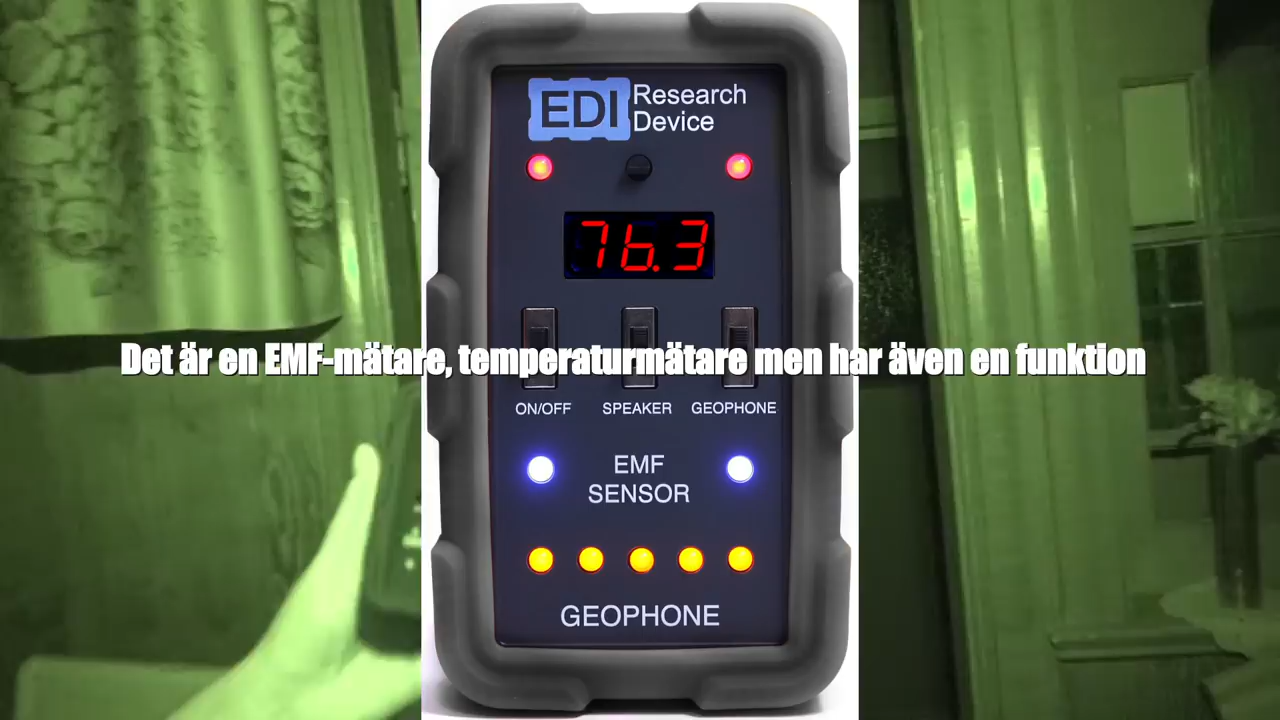 EDI Research
Device
76.3
Det är en EMF-mätare, temperaturmätare men har även en funktion
ON/OFF SPEAKER GEOPHONE
EMF
SENSOR
GEOPHONE